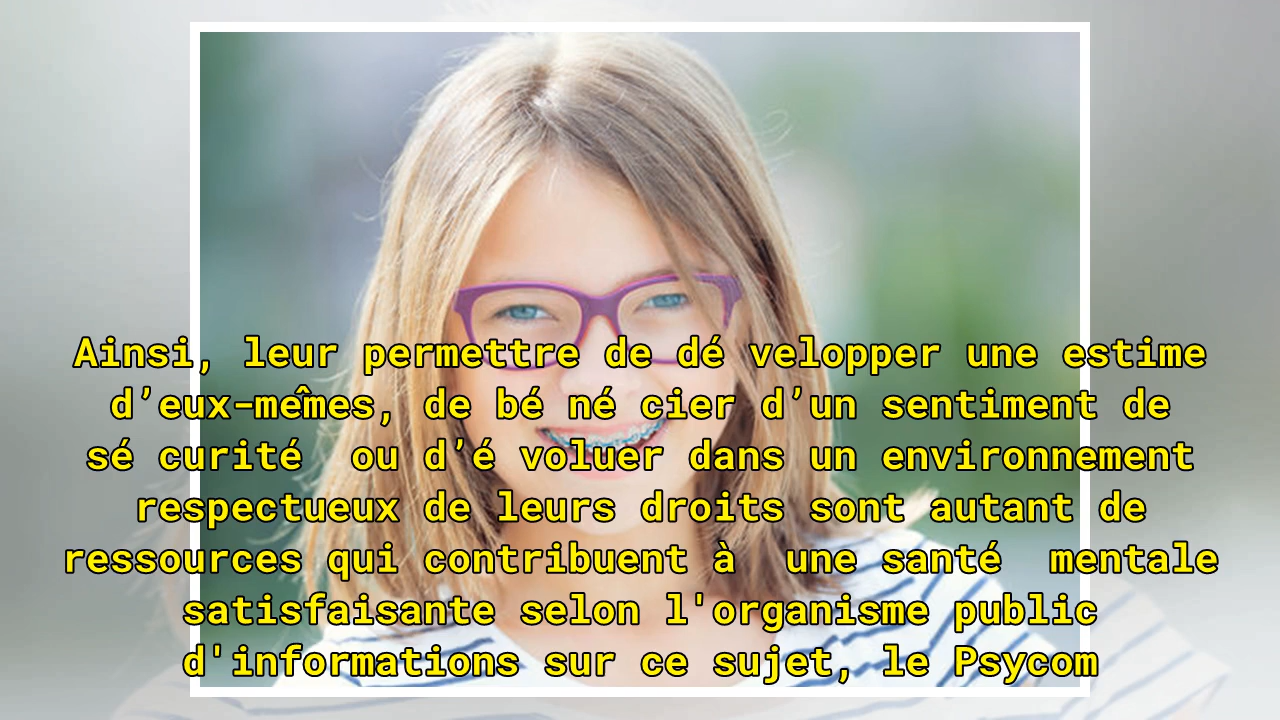 Ainsi, leur permettre de dé velopper une estime
d’eux-mêmes, de bé né cier d’un sentiment de
sé curité  ou d’é voluer dans un environnement
respectueux de leurs droits sont autant de
ressources qui contribuent à  une santé  mentale
satisfaisante selon l'organisme public
d'informations sur ce sujet, le Psycom